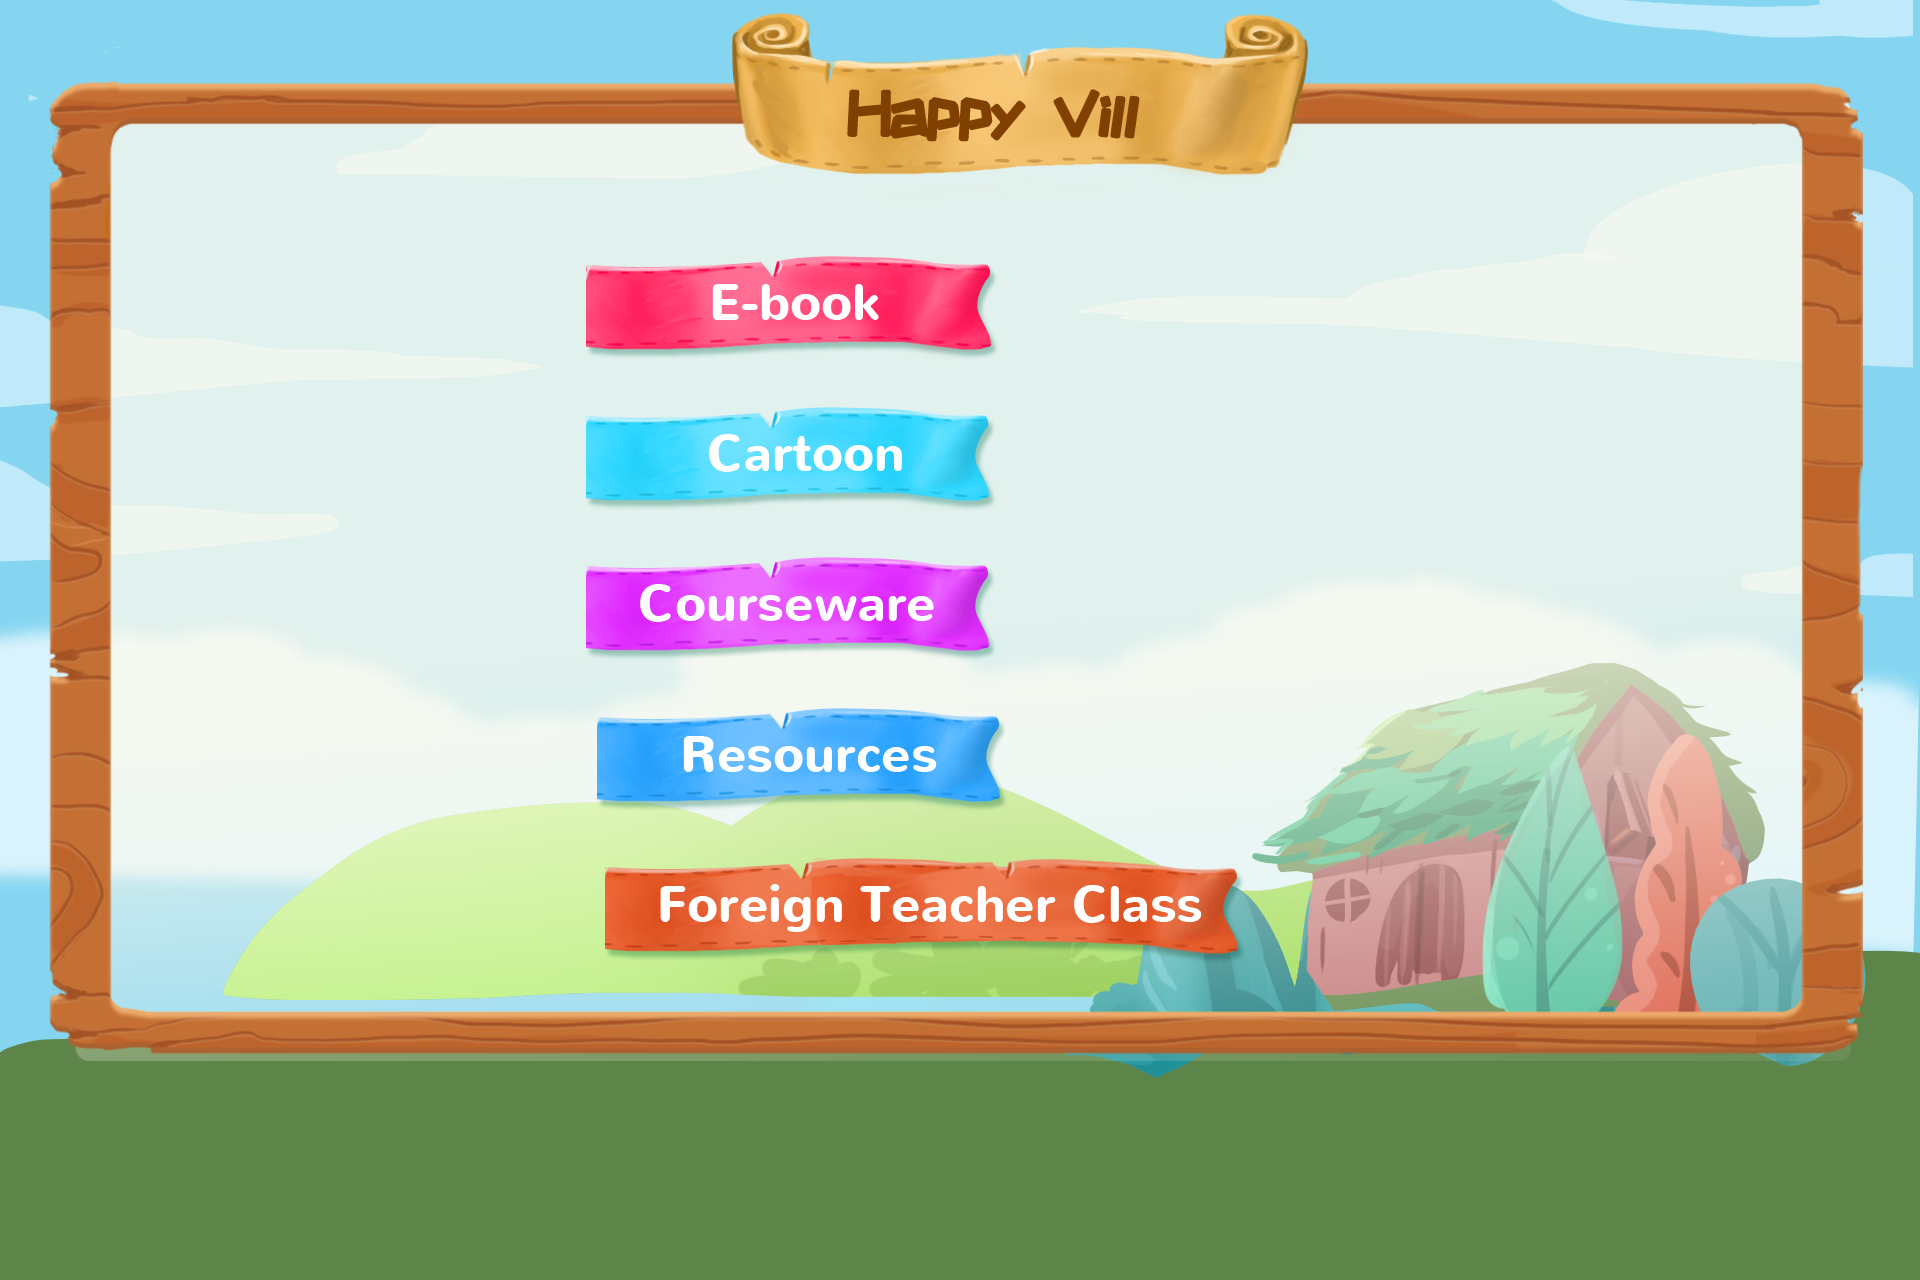 Happy Vill
E-book
Cartoon
Courseware
Resources
Foreign Teacher Class